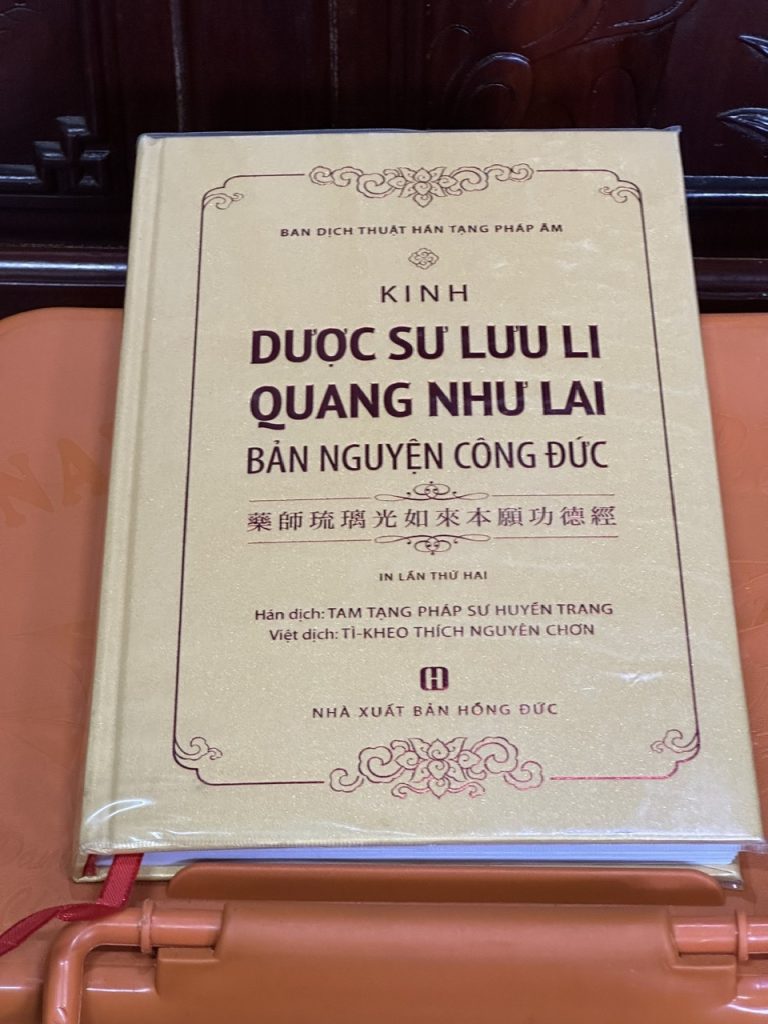 BAN DỊCH THUẬT HÁN TẠNG PHÁP ÂM
KINH
DƯỢC SƯ LƯU LI
QUANG NHƯ LAI
BẢN NGUYỆN CÔNG ĐỨC
藥師琉璃光如來本願功德經
IN LẦN THỨ HAI
Hán dịch: TAM TẠNG PHÁP SƯ HUYỀN TRANG
Việt dịch: TÌ-KHEO THÍCH NGUYÊN CHƠN
H
NHÀ XUẤT BẢN HỒNG ĐỨC